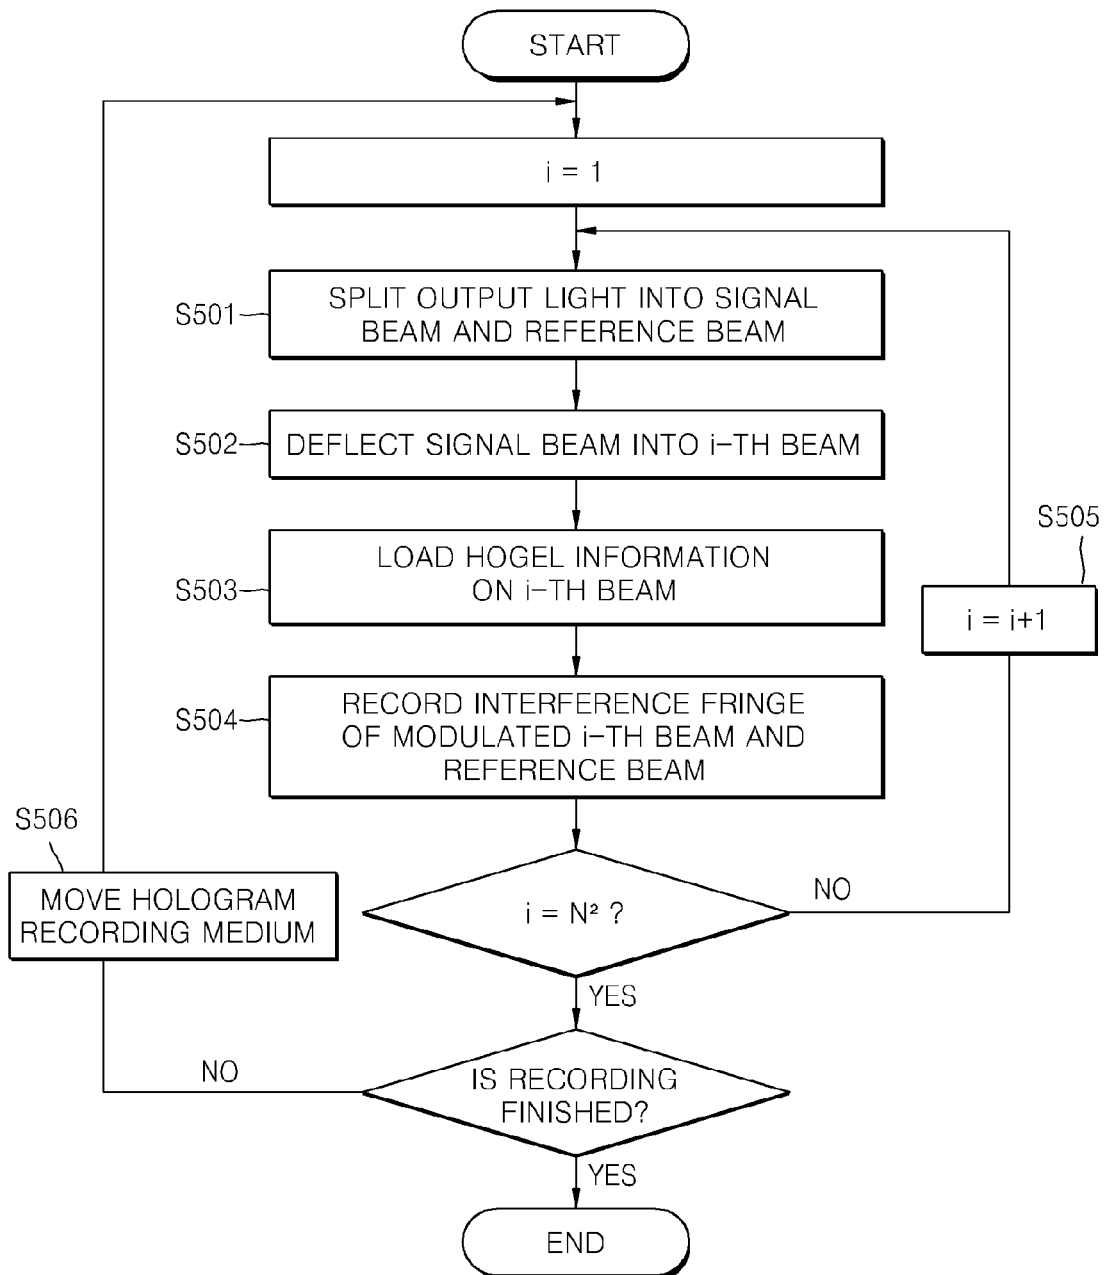 START
i = 1
S501
SPLIT OUTPUT LIGHT INTO SIGNAL
BEAM AND REFERENCE BEAM
S502
DEFLECT SIGNAL BEAM INTO i-TH BEAM
S503
LOAD HOGEL INFORMATION
ON i-TH BEAM
S505
i = i+1
S504
RECORD INTERFERENCE FRINGE
OF MODULATED i-TH BEAM AND
REFERENCE BEAM
S506
MOVE HOLOGRAM
RECORDING MEDIUM
i = N² ?
NO
YES
NO
IS RECORDING
FINISHED?
YES
END